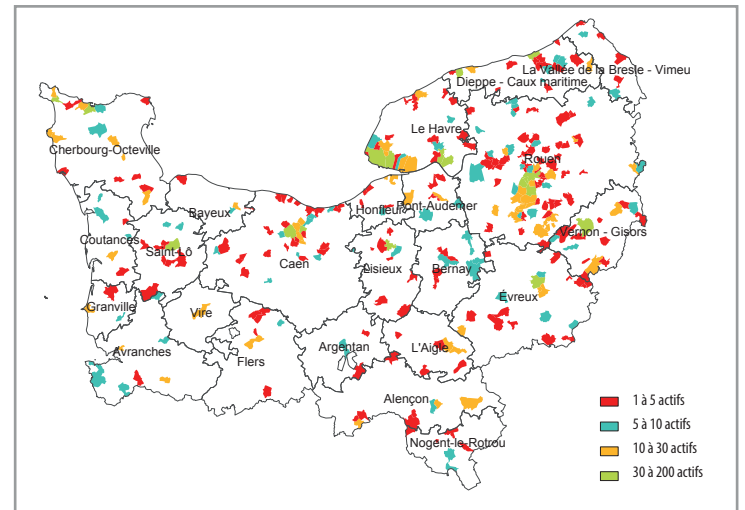 La Vallée de la Bresle - Vimeu
Dieppe - Caux maritime
Le Havre
Rouen
Cherbourg-Octeville
Honfleur
Pont-Audemer
Bayeux
Vernon - Gisors
Coutances
Saint-Lô
Caen
Lisieux
Bernay
Évreux
Granville
Vire
Avranches
Flers
Argentan
L'Aigle
Alençon
Nogent-le-Rotrou
1 à 5 actifs
5 à 10 actifs
10 à 30 actifs
30 à 200 actifs